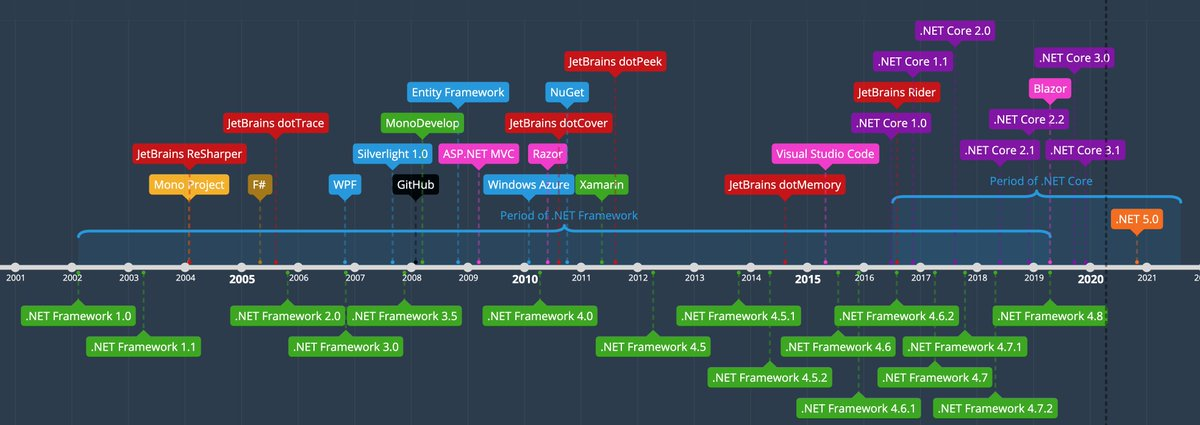 .NET Core 2.0
.NET Core 1.1
.NET Core 3.0
JetBrains dotPeek
Entity Framework
NuGet
JetBrains Rider
Blazor
JetBrains dotTrace
MonoDevelop
JetBrains dotCover
.NET Core 1.0
.NET Core 2.2
JetBrains ReSharper
Silverlight 1.0
ASP.NET MVC
Razor
Visual Studio Code
.NET Core 2.1
.NET Core 3.1
Mono Project
F#
WPF
GitHub
Windows Azure
Xamarin
JetBrains dotMemory
Period of .NET Core
Period of .NET Framework
.NET 5.0
2001 2002 2003 2004 2005 2006 2007 2008 2009 2010 2011 2012 2013 2014 2015 2016 2017 2018 2019 2020 2021
.NET Framework 1.0
.NET Framework 2.0
.NET Framework 3.5
.NET Framework 4.0
.NET Framework 4.5.1
.NET Framework 4.6.2
.NET Framework 4.8
.NET Framework 1.1
.NET Framework 3.0
.NET Framework 4.5
.NET Framework 4.6
.NET Framework 4.7.1
.NET Framework 4.5.2
.NET Framework 4.7
.NET Framework 4.6.1
.NET Framework 4.7.2